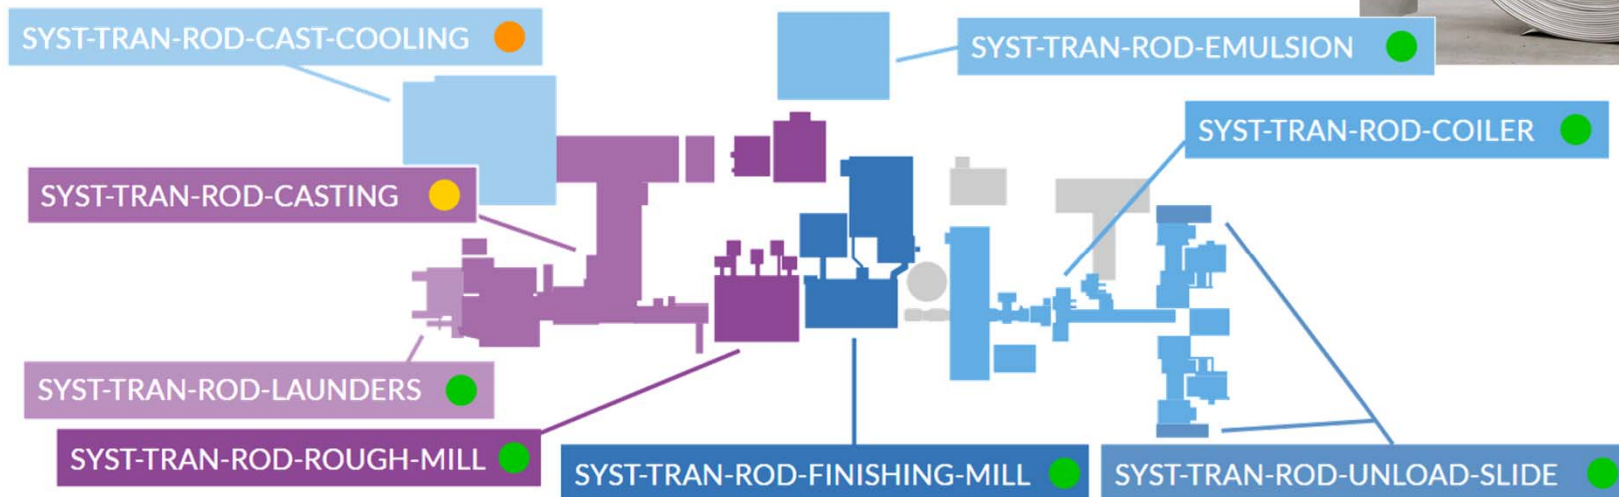 SYST-TRAN-ROD-CAST-COOLING
SYST-TRAN-ROD-EMULSION
SYST-TRAN-ROD-COILER
SYST-TRAN-ROD-CASTING
SYST-TRAN-ROD-LAUNDERS
SYST-TRAN-ROD-ROUGH-MILL
SYST-TRAN-ROD-FINISHING-MILL
SYST-TRAN-ROD-UNLOAD-SLIDE